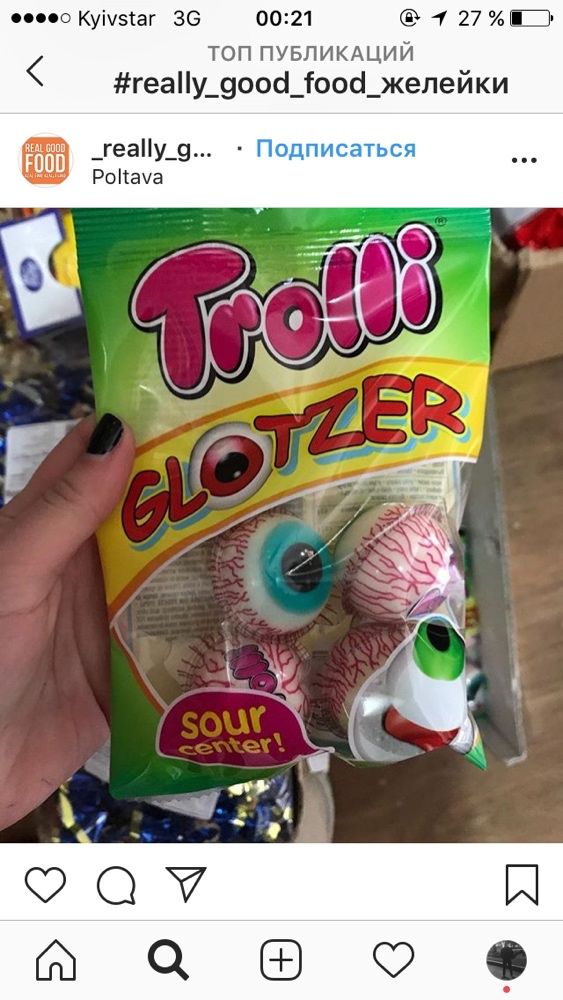 Kyivstar 3G 00:21 27 %
ТОП ПУБЛИКАЦИЙ
#really_good_food_желейки
REAL GOOD
FOOD
_really_g... · Подписаться
Poltava
Trolli
GLOTZER
sour
center!